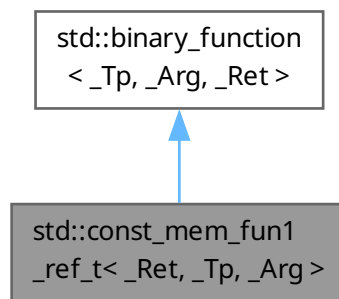 std::binary_function
< _Tp, _Arg, _Ret >
std::const_mem_fun1
_ref_t< _Ret, _Tp, _Arg >